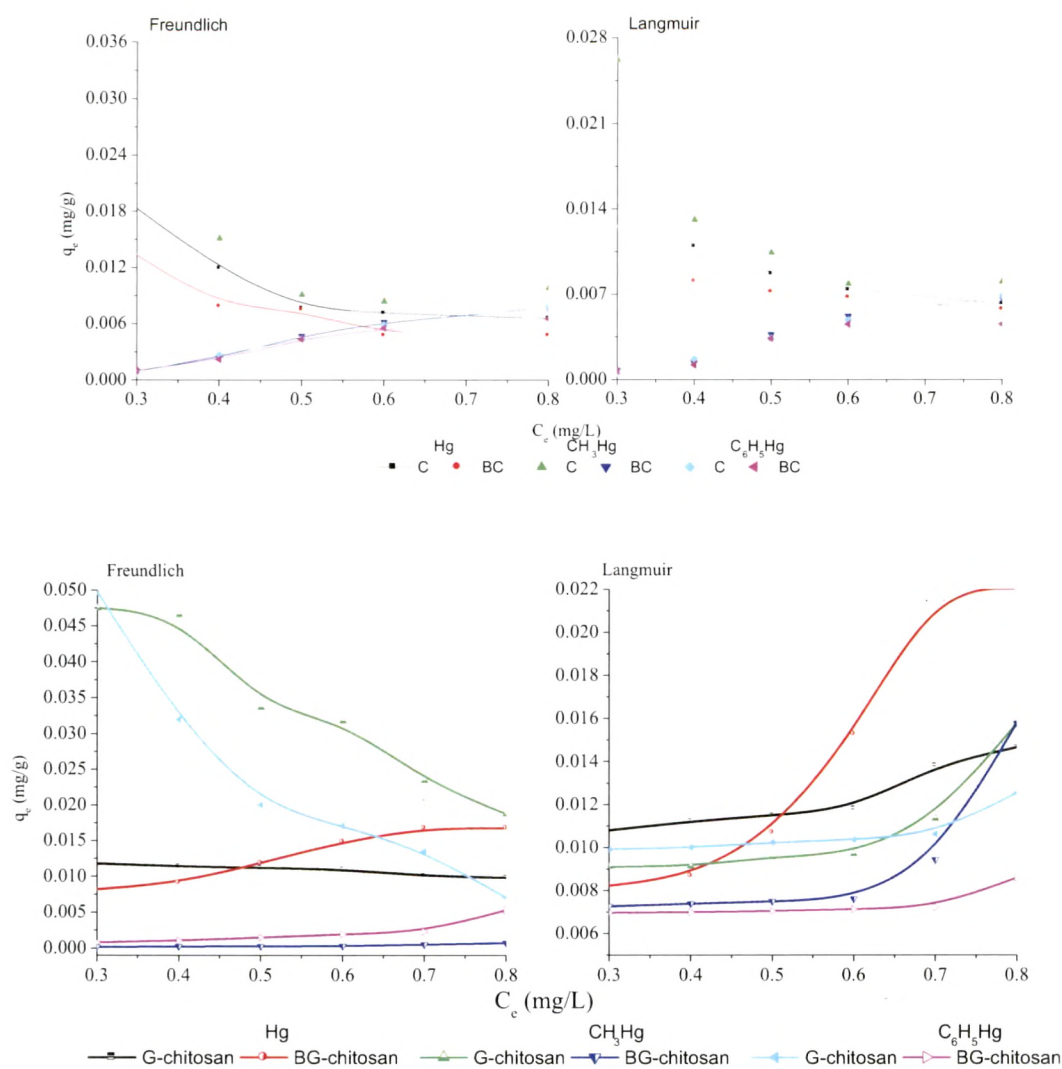 Freundlich
Langmuir
0.036
0.030
0.024
0.018
0.012
0.006
0.000
q_e (mg/g)
0.028
0.021
0.014
0.007
0.000
0.3 0.4 0.5 0.6 0.7 0.8
0.3 0.4 0.5 0.6 0.7 0.8
C_e (mg/L)
Hg CH3Hg C6H5Hg
C BC C BC C BC
Freundlich
Langmuir
0.050
0.045
0.040
0.035
0.030
0.025
0.020
0.015
0.010
0.005
0.000
q_e (mg/g)
0.022
0.020
0.018
0.016
0.014
0.012
0.010
0.008
0.006
0.3 0.4 0.5 0.6 0.7 0.8
0.3 0.4 0.5 0.6 0.7 0.8
C_e (mg/L)
Hg CH3Hg C6H5Hg
G-chitosan BG-chitosan G-chitosan BG-chitosan G-chitosan BG-chitosan